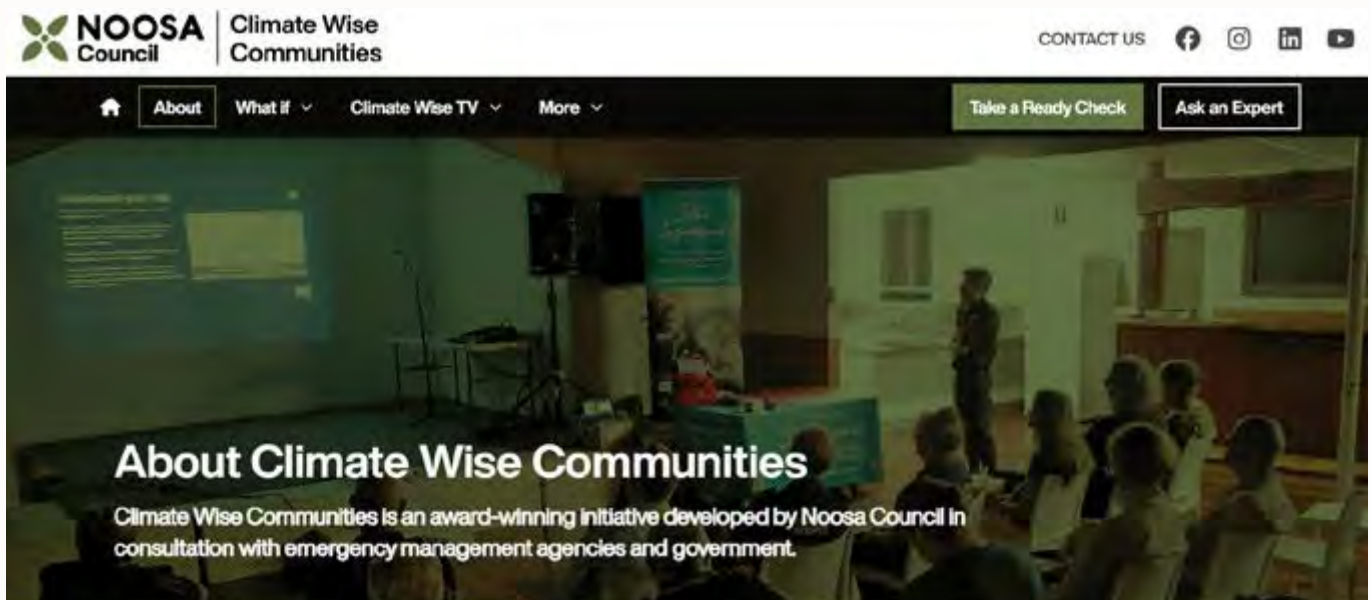 NOOSA
Council
Climate Wise
Communities
CONTACT US
About
What if
Climate Wise TV
More
Take a Ready Check
Ask an Expert
About Climate Wise Communities
Climate Wise Communities is an award-winning initiative developed by Noosa Council in
consultation with emergency management agencies and government.